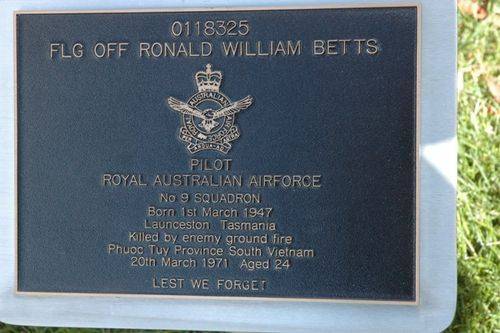 0118325
FLG OFF RONALD WILLIAM BETTS
PILOT
ROYAL AUSTRALIAN AIRFORCE
No 9 SQUADRON
Born 1st March 1947
Launceston Tasmania
Killed by enemy ground fire
Phuoc Tuy Province South Vietnam
20th March 1971 Aged 24
LEST WE FORGET